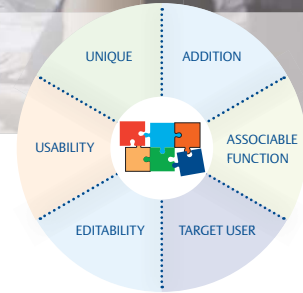 UNIQUE
ADDITION
USABILITY
ASSOCIABLE
FUNCTION
EDITABILITY
TARGET USER